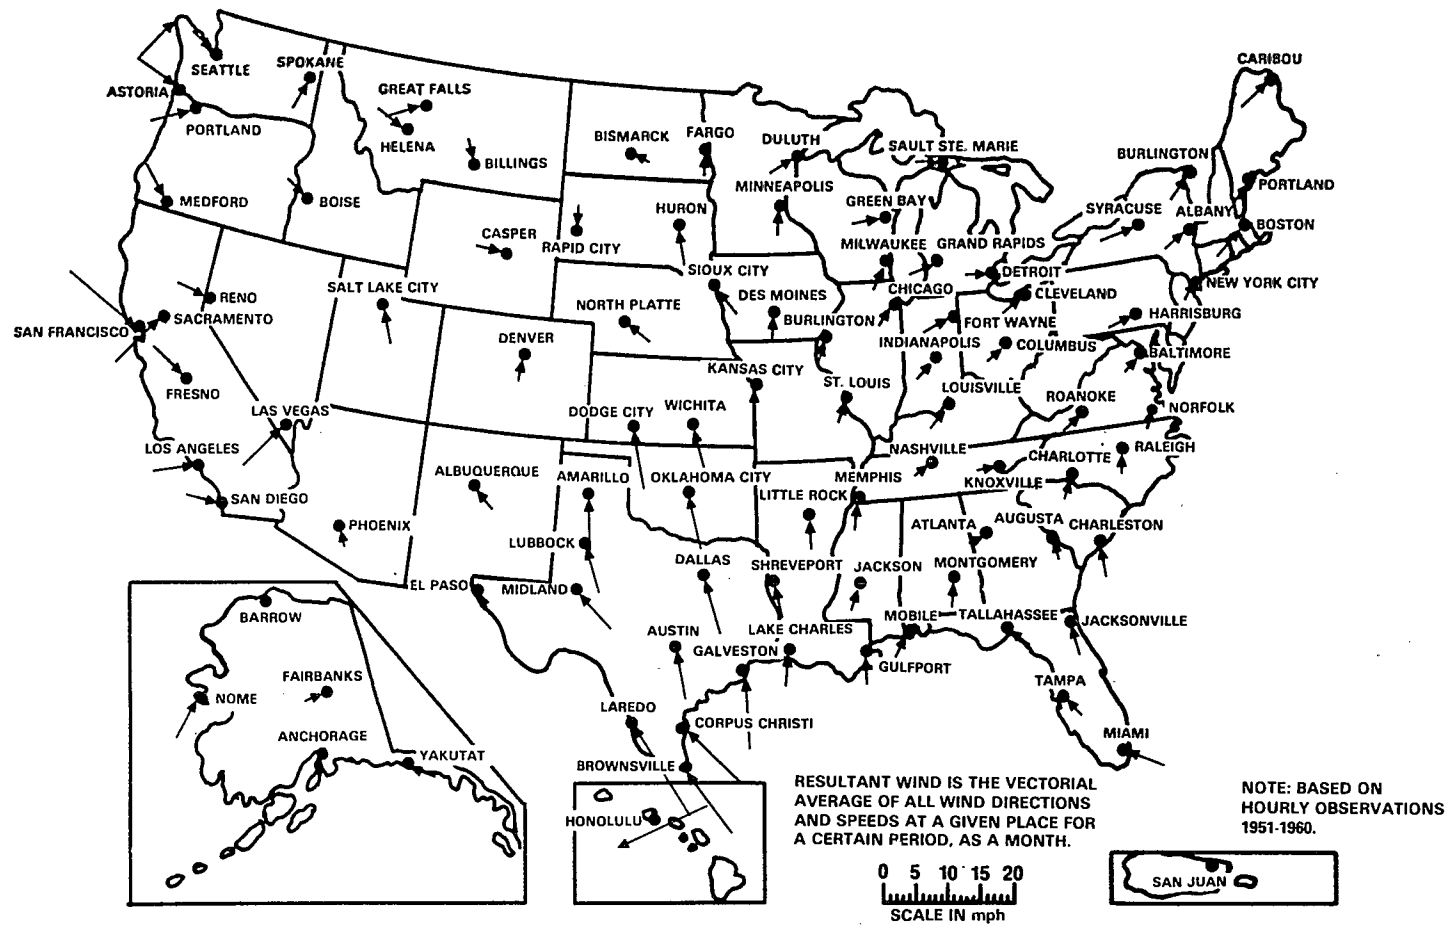 CARIBOU
SEATTLE
SPOKANE
ASTORIA
GREAT FALLS
PORTLAND
HELENA
BISMARCK
FARGO
DULUTH
SAULT STE. MARIE
BURLINGTON
BILLINGS
MINNEAPOLIS
PORTLAND
MEDFORD
BOISE
GREEN BAY
SYRACUSE
ALBANY
HURON
BOSTON
CASPER
RAPID CITY
MILWAUKEE
GRAND RAPIDS
SIOUX CITY
DETROIT
NEW YORK CITY
SALT LAKE CITY
CHICAGO
CLEVELAND
RENO
DES MOINES
NORTH PLATTE
HARRISBURG
SACRAMENTO
BURLINGTON
FORT WAYNE
SAN FRANCISCO
DENVER
INDIANAPOLIS
COLUMBUS
BALTIMORE
KANSAS CITY
ST. LOUIS
LOUISVILLE
FRESNO
ROANOKE
LAS VEGAS
DODGE CITY
WICHITA
NORFOLK
LOS ANGELES
NASHVILLE
RALEIGH
CHARLOTTE
ALBUQUERQUE
AMARILLO
OKLAHOMA CITY
MEMPHIS
KNOXVILLE
SAN DIEGO
LITTLE ROCK
PHOENIX
ATLANTA
AUGUSTA
CHARLESTON
LUBBOCK
DALLAS
SHREVEPORT
JACKSON
MONTGOMERY
EL PASO
MIDLAND
BARROW
MOBILE
TALLAHASSEE
JACKSONVILLE
AUSTIN
LAKE CHARLES
GALVESTON
GULFPORT
FAIRBANKS
TAMPA
NOME
LAREDO
CORPUS CHRISTI
ANCHORAGE
MIAMI
YAKUTAT
BROWNSVILLE
HONOLULU
RESULTANT WIND IS THE VECTORIAL
AVERAGE OF ALL WIND DIRECTIONS
AND SPEEDS AT A GIVEN PLACE FOR
A CERTAIN PERIOD, AS A MONTH.
0 5 10 15 20
SCALE IN mph
NOTE: BASED ON
HOURLY OBSERVATIONS
1951-1960.
SAN JUAN